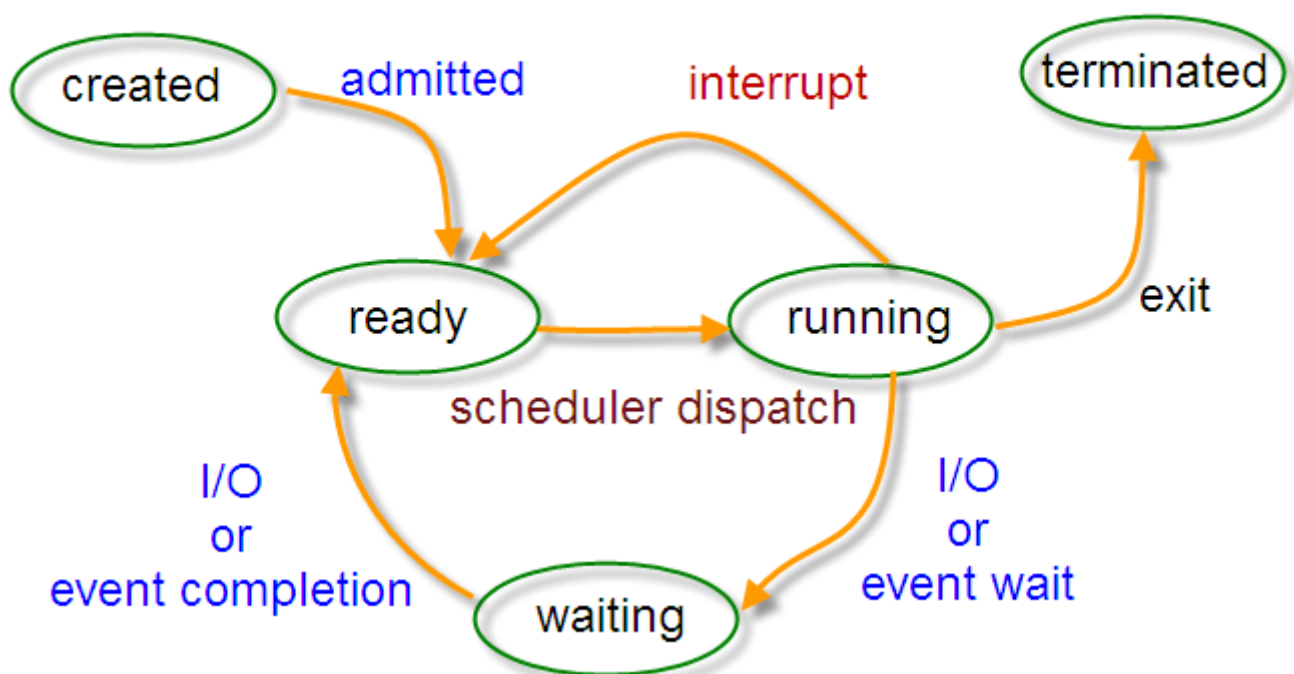 created
admitted
interrupt
terminated
ready
running
exit
scheduler dispatch
I/O
or
event completion
I/O
or
event wait
waiting